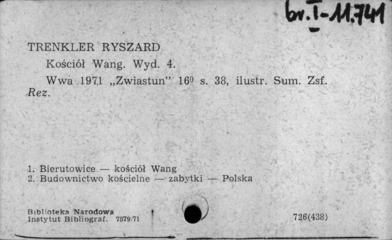 br.I-11.741
TRENKLER RYSZARD
Kościół Wang. Wyd. 4.
Wwa 1971 „Zwiastun" 16⁰ s. 38, ilustr. Sum. Zsf.
Rez.
1. Bierutowice — kościół Wang
2. Budownictwo kościelne — zabytki — Polska
Biblioteka Narodowa
Instytut Bibliograf. 7879/71
726(438)